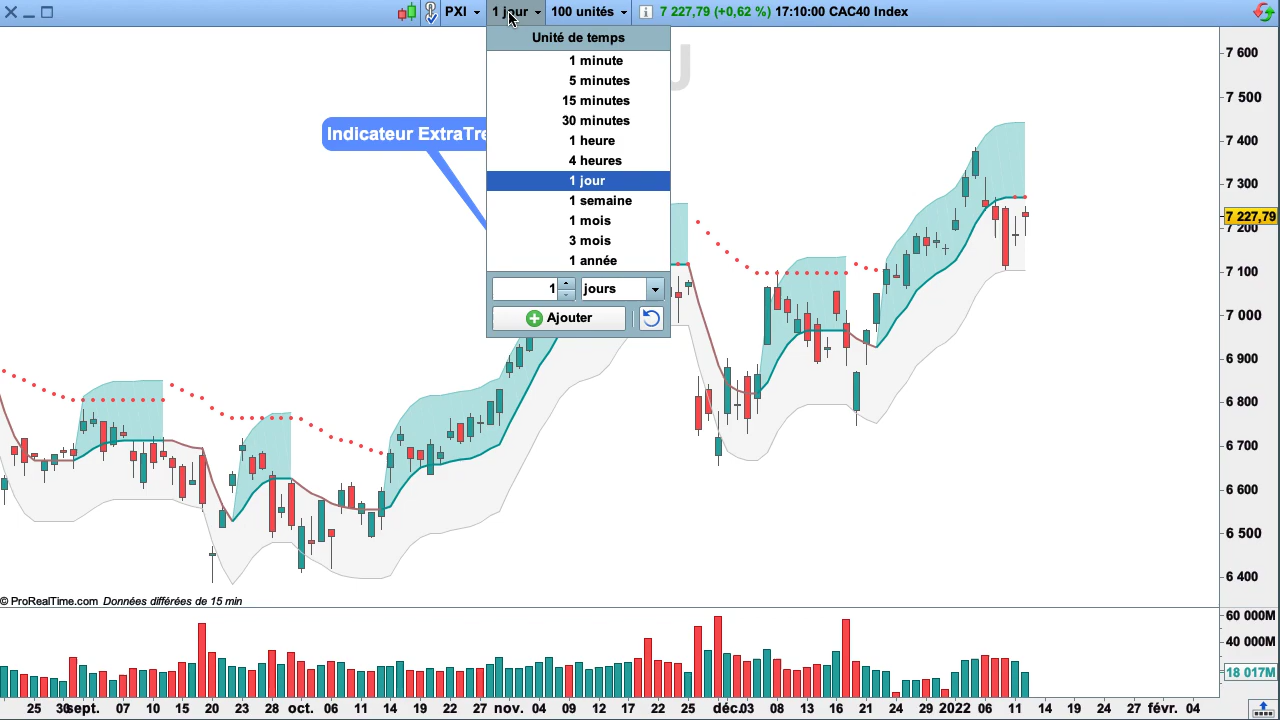 PXI
1 jour
100 unités
7 227,79 (+0,62 %) 17:10:00 CAC40 Index
Unité de temps
1 minute
5 minutes
15 minutes
30 minutes
1 heure
4 heures
1 jour
1 semaine
1 mois
3 mois
1 année
1 jours
Ajouter
J
Indicateur ExtraTre
7 600
7 500
7 400
7 300
7 227,79
7 200
7 100
7 000
6 900
6 800
6 700
6 600
6 500
6 400
© ProRealTime.com Données différées de 15 min
60 000M
40 000M
18 017M
25 30 sept. 07 10 15 20 23 28 oct. 06 11 14 19 22 27 nov. 04 09 12 17 22 25 déc. 03 08 13 16 21 24 29 2022 06 11 14 19 24 27 févr. 04